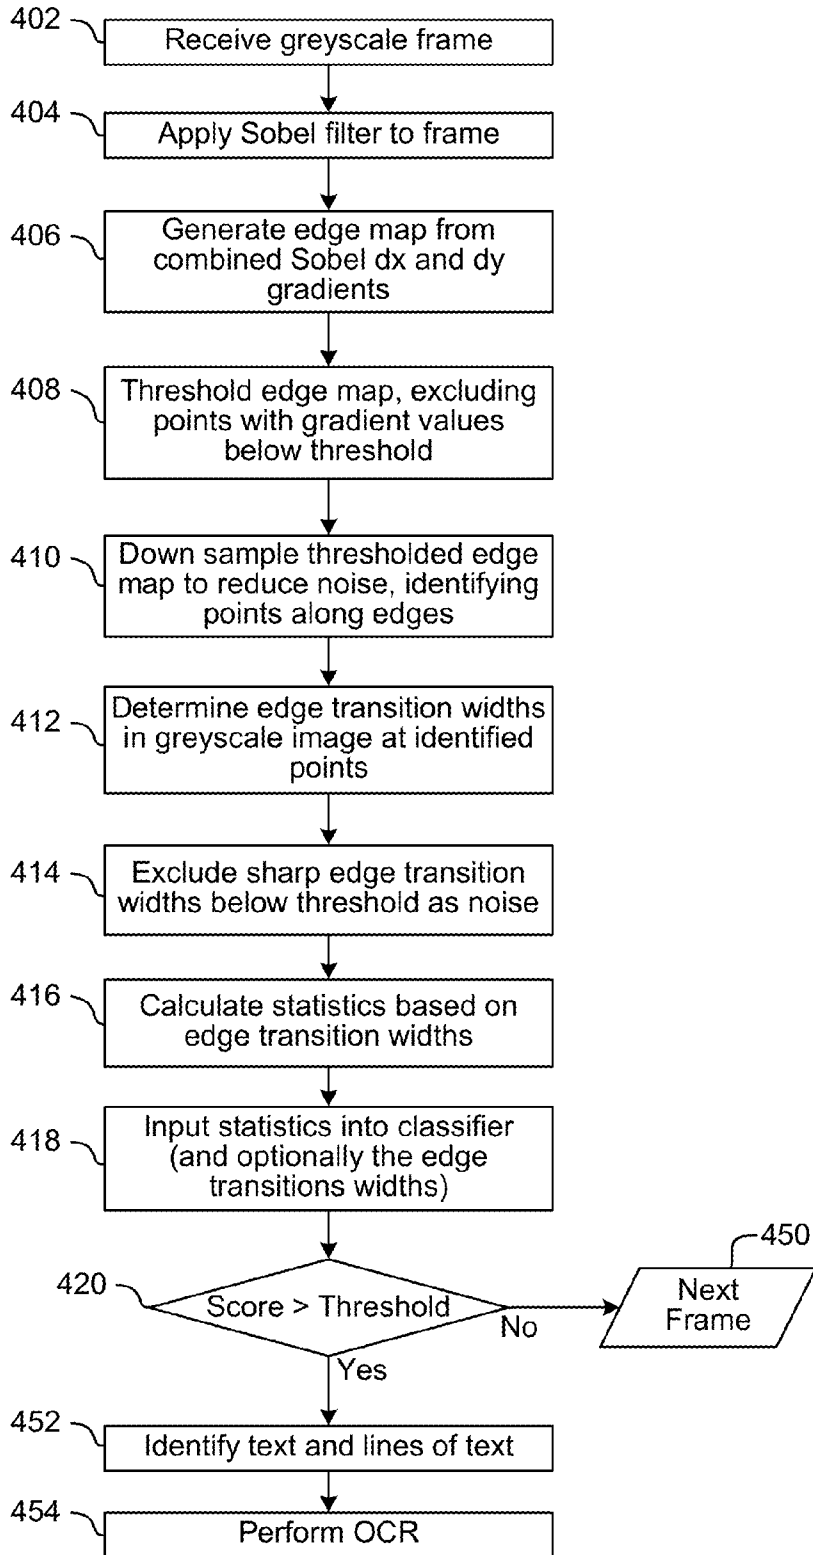 402
Receive greyscale frame
404
Apply Sobel filter to frame
406
Generate edge map from
combined Sobel dx and dy
gradients
408
Threshold edge map, excluding
points with gradient values
below threshold
410
Down sample thresholded edge
map to reduce noise, identifying
points along edges
412
Determine edge transition widths
in greyscale image at identified
points
414
Exclude sharp edge transition
widths below threshold as noise
416
Calculate statistics based on
edge transition widths
418
Input statistics into classifier
(and optionally the edge
transitions widths)
420
Score > Threshold
No
450
Next
Frame
Yes
452
Identify text and lines of text
454
Perform OCR